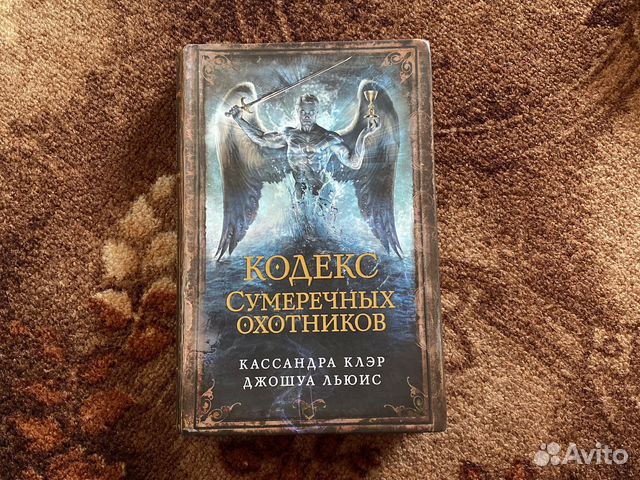 КОДЕКС
СУМЕРЕЧНЫХ
ОХОТНИКОВ
КАССАНДРА КЛЭР
ДЖОШУА ЛЬЮИС
Avito